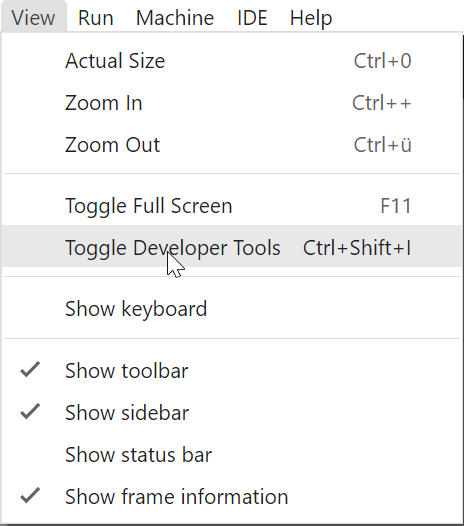 View Run Machine IDE Help
Actual Size Ctrl+0
Zoom In Ctrl++
Zoom Out Ctrl+ü
Toggle Full Screen F11
Toggle Developer Tools Ctrl+Shift+I
Show keyboard
Show toolbar
Show sidebar
Show status bar
Show frame information